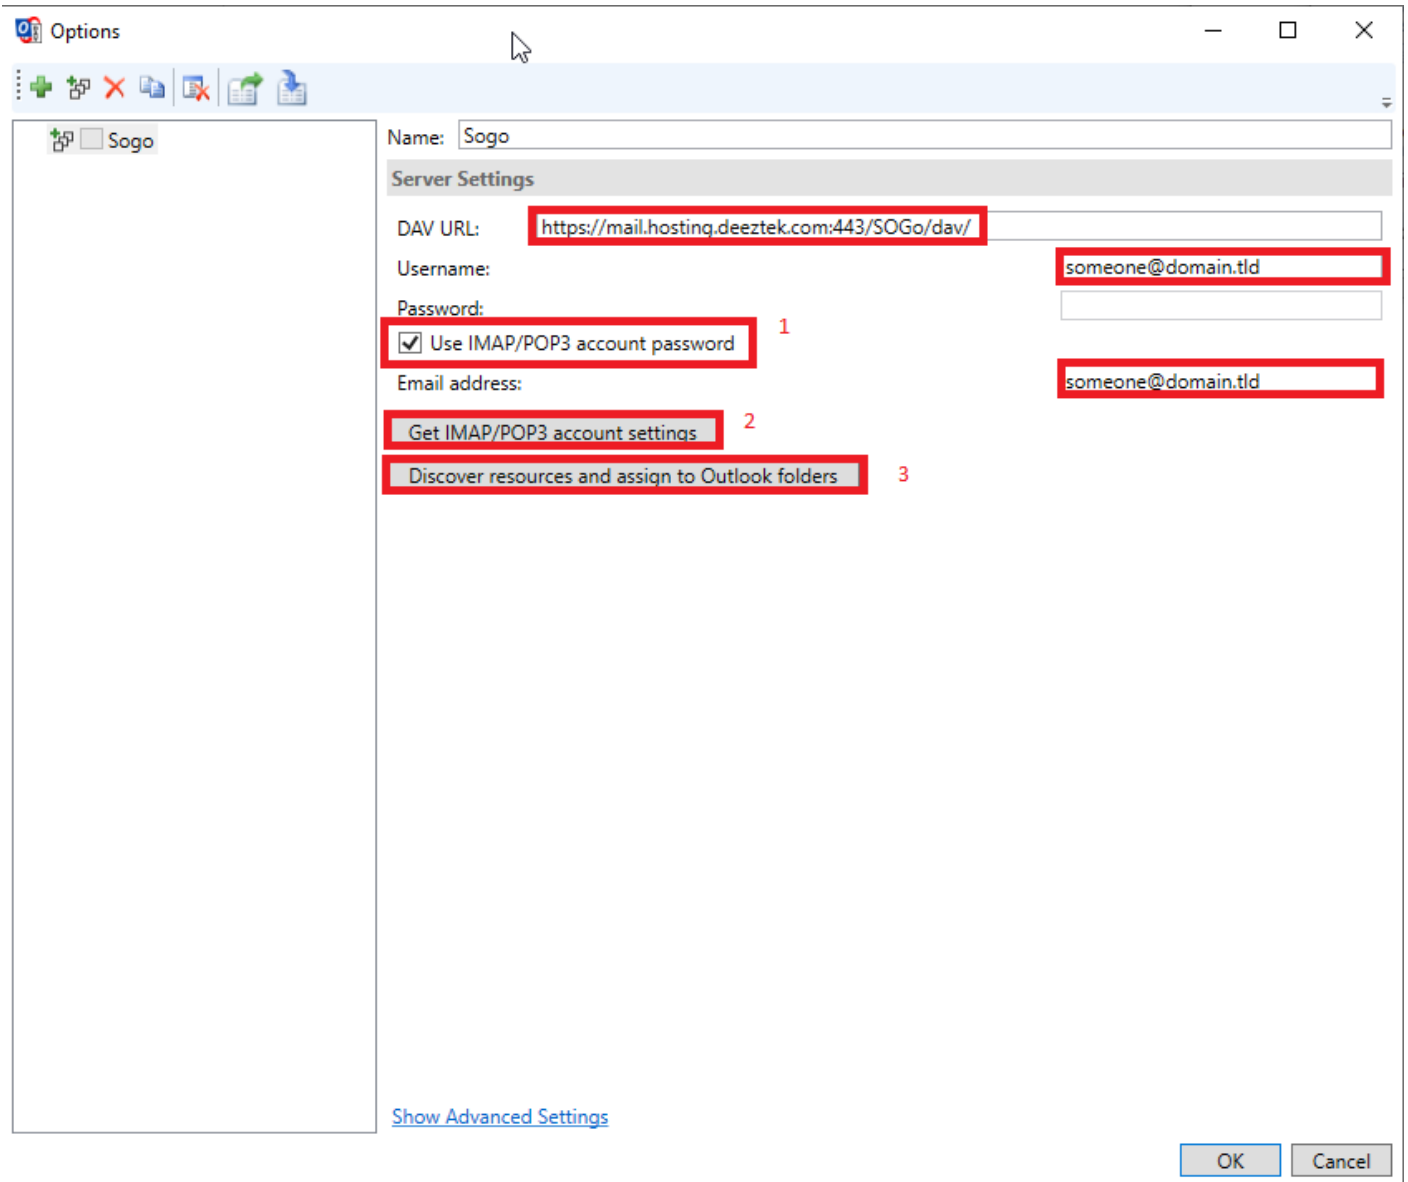 Options
Sogo
Name: Sogo
Server Settings
DAV URL: https://mail.hosting.deeztek.com:443/SOGo/dav/
Username: someone@domain.tld
Password:
1
Use IMAP/POP3 account password
Email address: someone@domain.tld
Get IMAP/POP3 account settings 2
Discover resources and assign to Outlook folders 3
Show Advanced Settings
OK Cancel